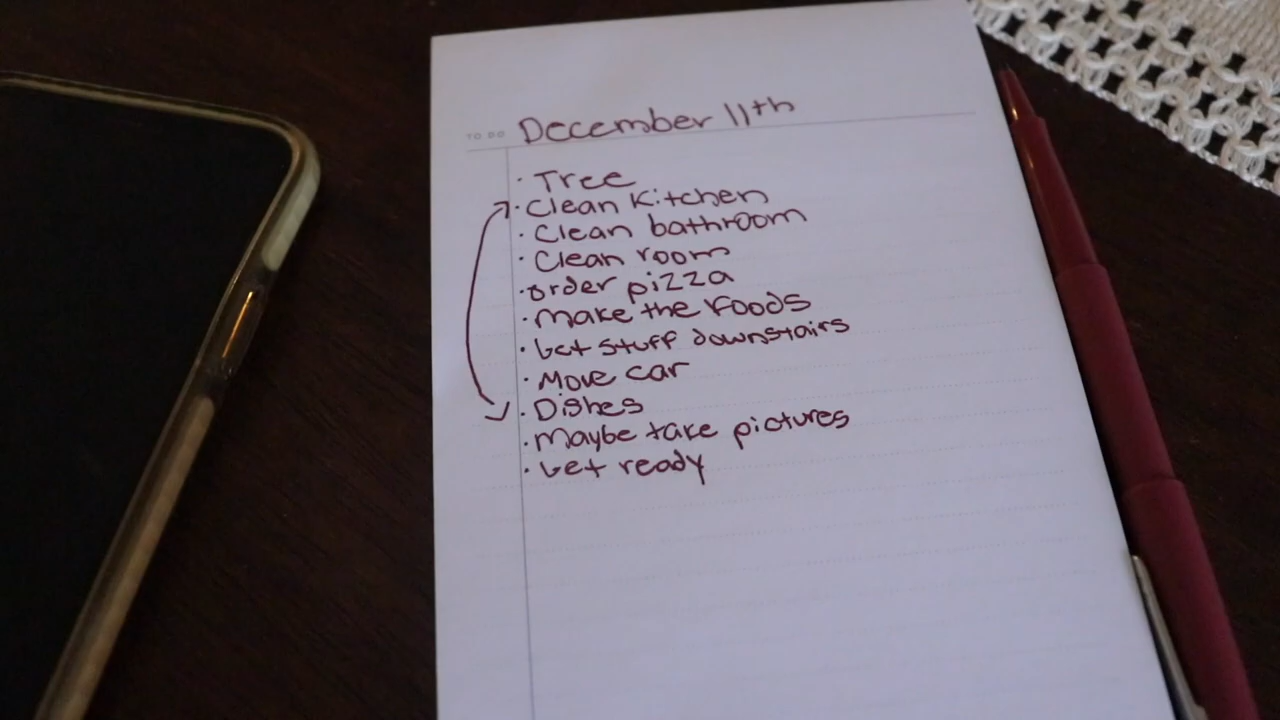 TO DO December 11th
· Tree
· Clean Kitchen
· Clean bathroom
· Clean room
· order pizza
· make the foods
· Get stuff downstairs
· Move car
· Dishes
· Maybe take pictures
· Get ready